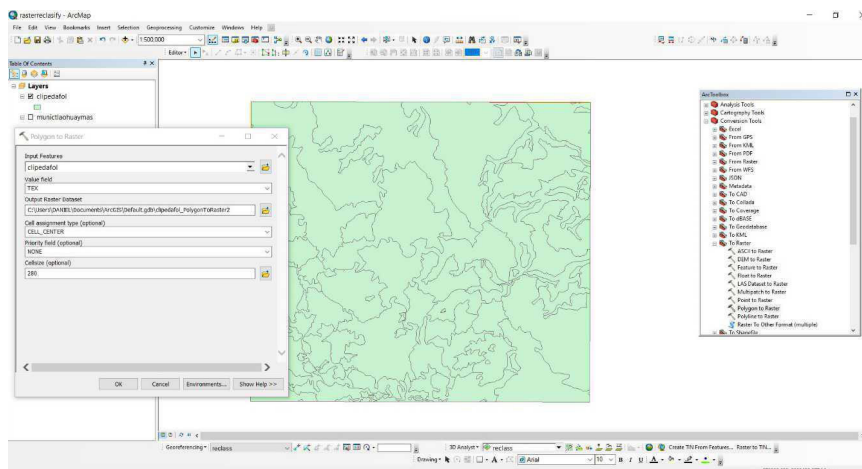 rasterreclasify - ArcMap
File Edit View Bookmarks Insert Selection Geoprocessing Customize Windows Help
1:500,000
Editor
Table Of Contents
Layers
clipedafol
munictlaohuaymas
Polygon to Raster
Input Features
clipedafol
Value field
TEX
Output Raster Dataset
C:\Users\DANIEL\Documents\ArcGIS\Default.gdb\clipedafol_PolygonToRaster2
Cell assignment type (optional)
CELL_CENTER
Priority field (optional)
NONE
Cellsize (optional)
280
OK Cancel Environments... Show Help >>
ArcToolbox
Analysis Tools
Cartography Tools
Conversion Tools
Excel
From GPS
From KML
From PDF
From Raster
From WFS
JSON
Metadata
To CAD
To Collada
To Coverage
To dBASE
To Geodatabase
To KML
To Raster
ASCII to Raster
DEM to Raster
Feature to Raster
Float to Raster
LAS Dataset to Raster
Multipatch to Raster
Point to Raster
Polygon to Raster
Polyline to Raster
Raster To Other Format (multiple)
To Shapefile
Georeferencing reclass
3D Analyst reclass Create TIN From Features... Raster to TIN...
Drawing A Arial 10 B I U A